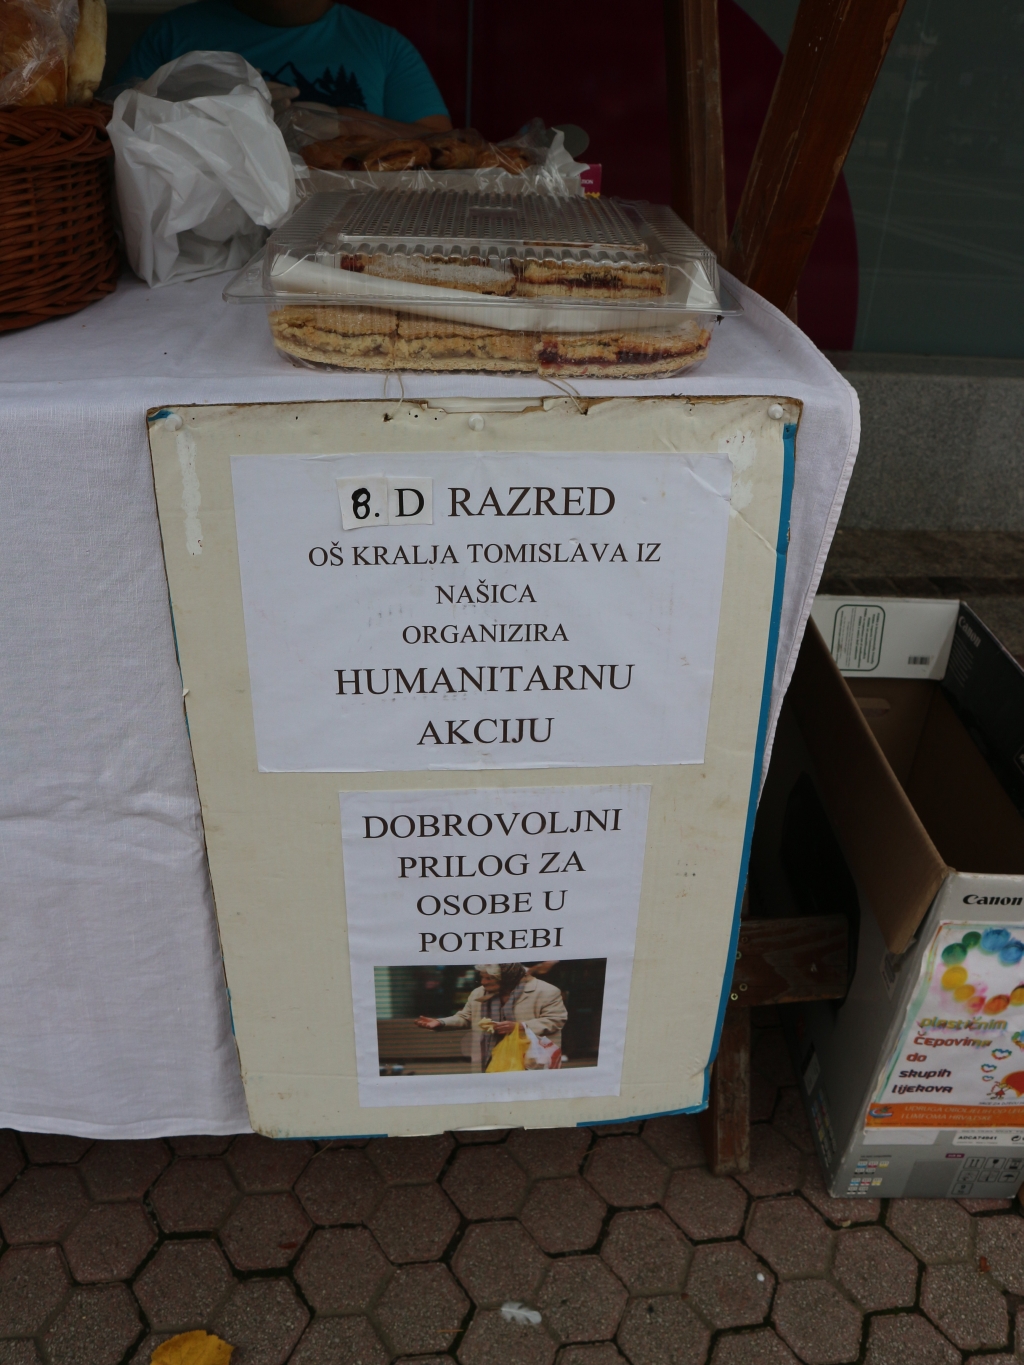 8. D RAZRED
OŠ KRALJA TOMISLAVA IZ
NAŠICA
ORGANIZIRA
HUMANITARNU
AKCIJU
DOBROVOLJNI
PRILOG ZA
OSOBE U
POTREBI
Canon
Canon
plastičnim
Čepovima
do
skupih
lijekova